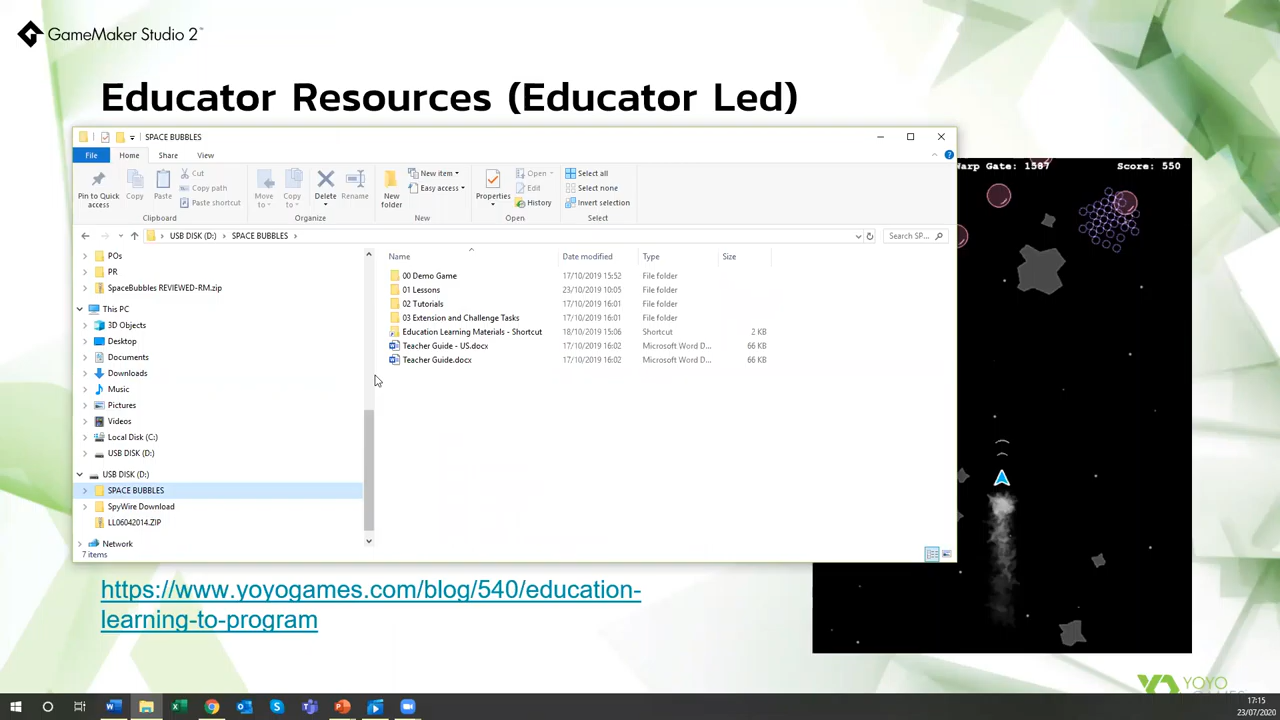 GameMaker Studio 2™
Educator Resources (Educator Led)
SPACE BUBBLES
File Home Share View
Pin to Quick access
Copy
Paste
Cut
Copy path
Paste shortcut
Clipboard
Move to
Copy to
Delete
Rename
Organize
New folder
New item
Easy access
New
Properties
Open
Edit
History
Open
Select all
Select none
Invert selection
Select
USB DISK (D:) SPACE BUBBLES
Search SP...
POs
PR
SpaceBubbles REVIEWED-RM.zip
This PC
3D Objects
Desktop
Documents
Downloads
Music
Pictures
Videos
Local Disk (C:)
USB DISK (D:)
USB DISK (D:)
SPACE BUBBLES
SpyWire Download
LL06042014.ZIP
Network
7 items
Name Date modified Type Size
00 Demo Game 17/10/2019 15:52 File folder
01 Lessons 23/10/2019 10:05 File folder
02 Tutorials 17/10/2019 16:01 File folder
03 Extension and Challenge Tasks 17/10/2019 16:01 File folder
Education Learning Materials - Shortcut 18/10/2019 15:06 Shortcut 2 KB
Teacher Guide - US.docx 17/10/2019 16:02 Microsoft Word D... 66 KB
Teacher Guide.docx 17/10/2019 16:02 Microsoft Word D... 66 KB
Warp Gate: 1587 Score: 550
https://www.yoyogames.com/blog/540/education-
learning-to-program
YOYO
17:15
23/07/2020